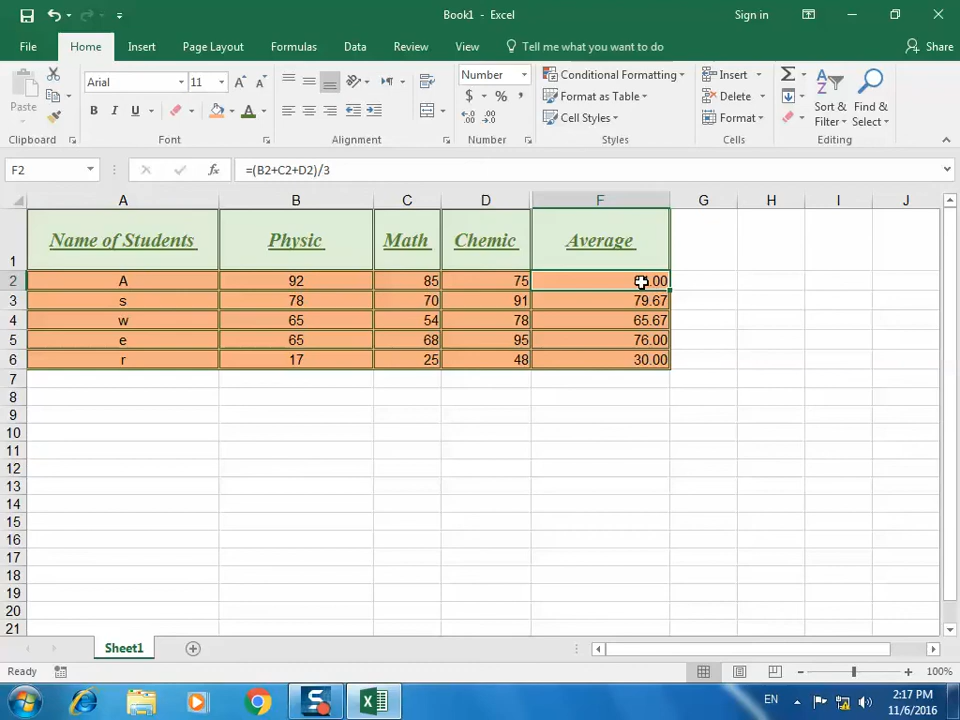 Book1 - Excel
Sign in
File Home Insert Page Layout Formulas Data Review View Tell me what you want to do Share
Paste
Arial 11
B I U
Number
$ % ,
Conditional Formatting
Format as Table
Cell Styles
Insert
Delete
Format
Sort & Filter
Find & Select
Clipboard Font Alignment Number Styles Cells Editing
F2 fx =(B2+C2+D2)/3
A B C D F G H I J
1 Name of Students Physic Math Chemic Average
2 A 92 85 75
3 s 78 70 91 79.67
4 w 65 54 78 65.67
5 e 65 68 95 76.00
6 r 17 25 48 30.00
7
8
9
10
11
12
13
14
15
16
17
18
19
20
21
Sheet1
Ready 100%
EN 2:17 PM
11/6/2016